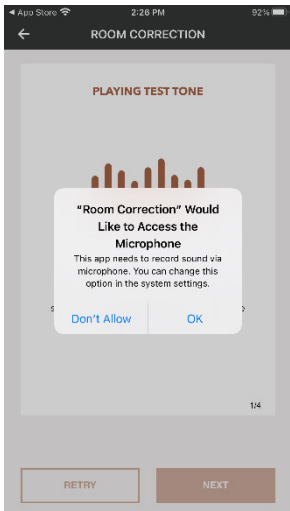 App Store
2:26 PM
92%
ROOM CORRECTION
PLAYING TEST TONE
“Room Correction” Would
Like to Access the
Microphone
This app needs to record sound via
microphone. You can change this
option in the system settings.
Don't Allow
OK
1/4
RETRY
NEXT